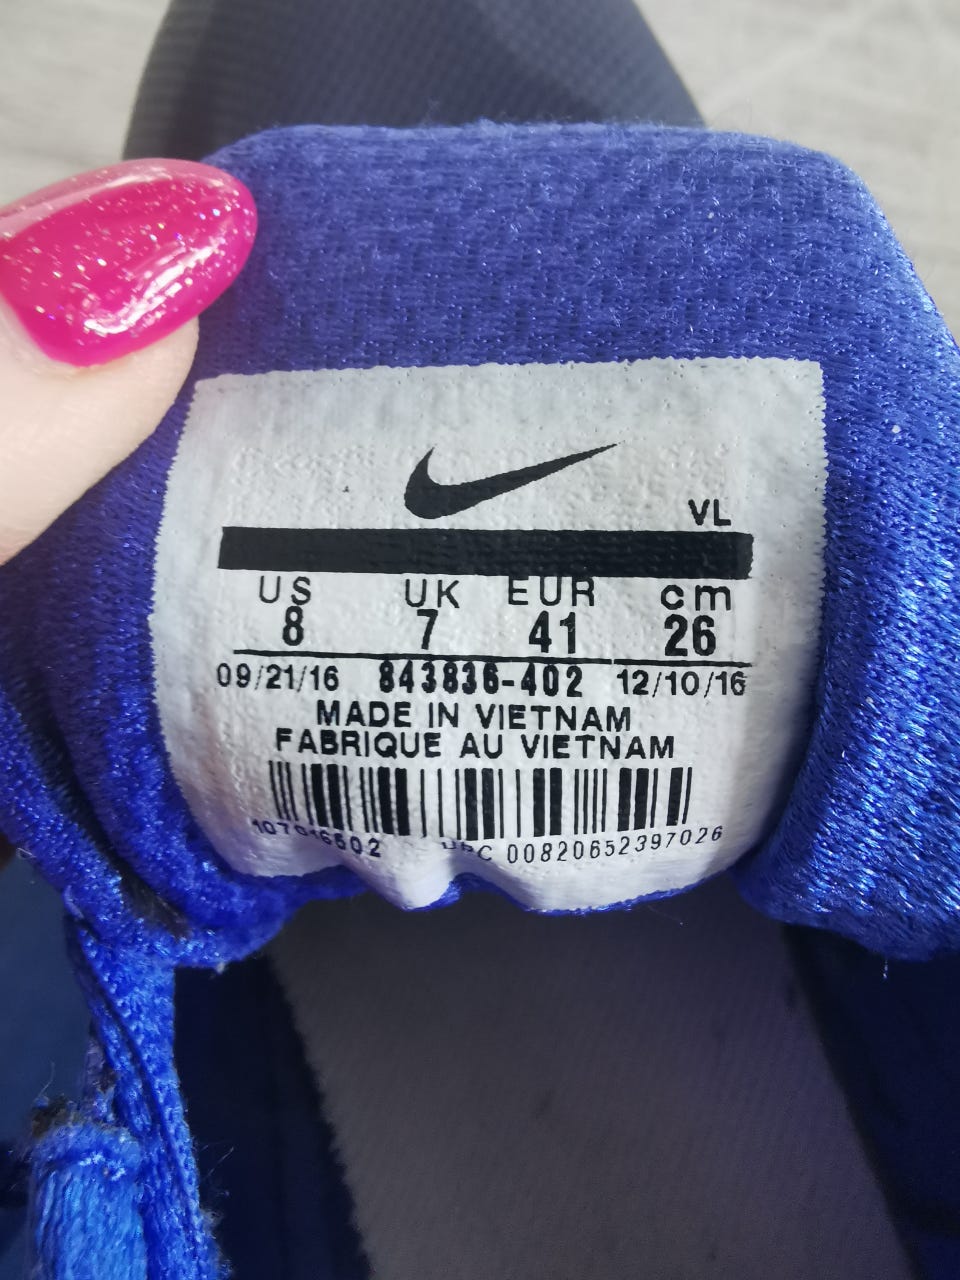 VL
US UK EUR cm
8 7 41 26
09/21/16 843836-402 12/10/16
MADE IN VIETNAM
FABRIQUE AU VIETNAM
UPC 00820652397026